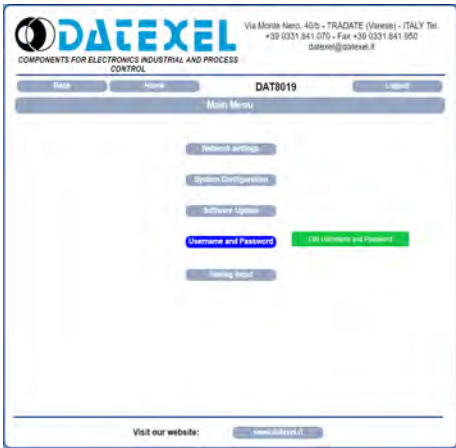 DATEXEL
Via Monte Nero, 40/b - TRADATE (Varese) - ITALY Tel.
+39 0331.841.070 - Fax +39 0331.841.950
datexel@datexel.it
COMPONENTS FOR ELECTRONICS INDUSTRIAL AND PROCESS
CONTROL
Back Home DAT8019 Logout
Main Menu
Network settings
System Configuration
Software Update
Username and Password Edit Username and Password
Visit our website: www.datexel.it